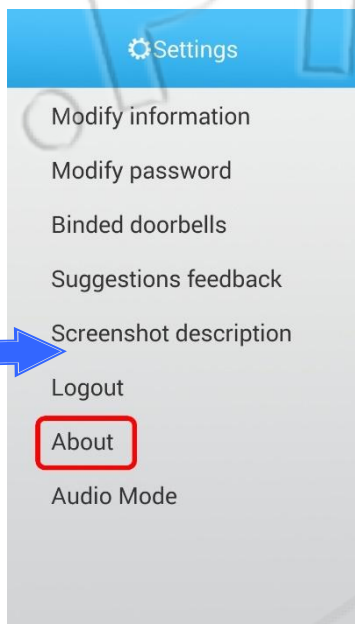 Settings
Modify information
Modify password
Binded doorbells
Suggestions feedback
Screenshot description
Logout
About
Audio Mode